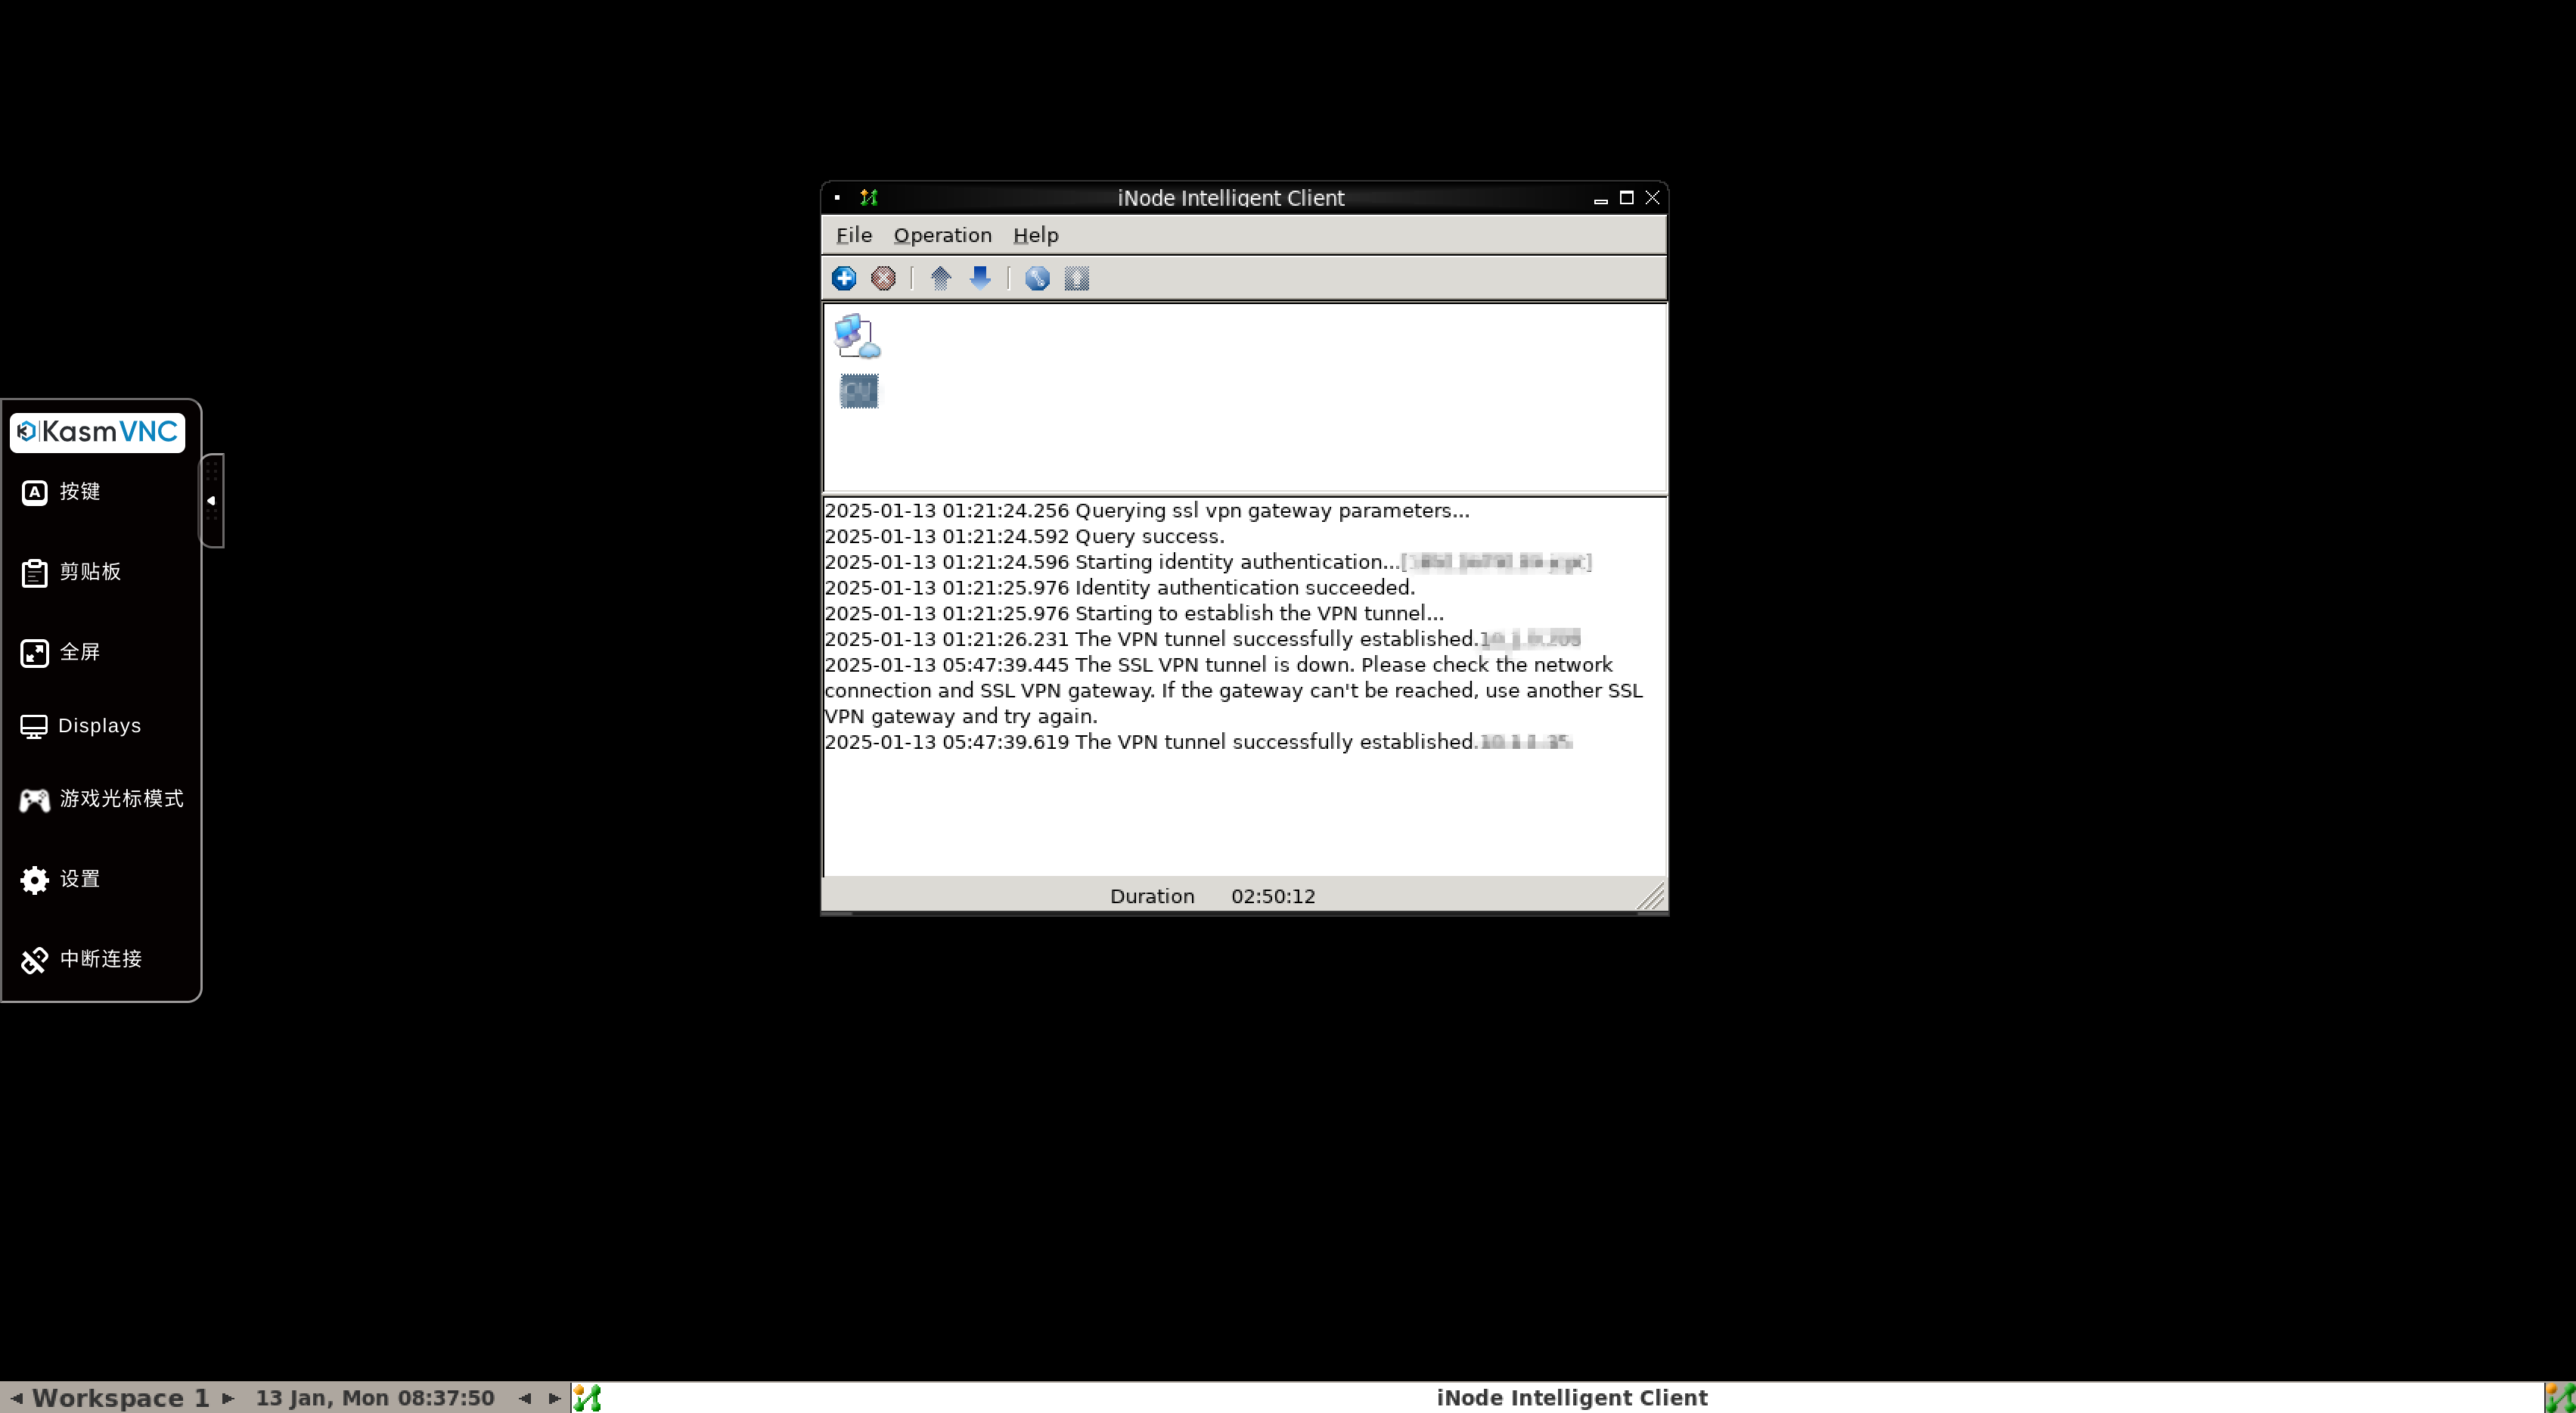 iNode Intelligent Client
File Operation Help
KasmVNC
按键
剪贴板
全屏
Displays
游戏光标模式
设置
中断连接
2025-01-13 01:21:24.256 Querying ssl vpn gateway parameters...
2025-01-13 01:21:24.592 Query success.
2025-01-13 01:21:24.596 Starting identity authentication...
2025-01-13 01:21:25.976 Identity authentication succeeded.
2025-01-13 01:21:25.976 Starting to establish the VPN tunnel...
2025-01-13 01:21:26.231 The VPN tunnel successfully established.
2025-01-13 05:47:39.445 The SSL VPN tunnel is down. Please check the network
connection and SSL VPN gateway. If the gateway can't be reached, use another SSL
VPN gateway and try again.
2025-01-13 05:47:39.619 The VPN tunnel successfully established.
Duration 02:50:12
Workspace 1 13 Jan, Mon 08:37:50 iNode Intelligent Client